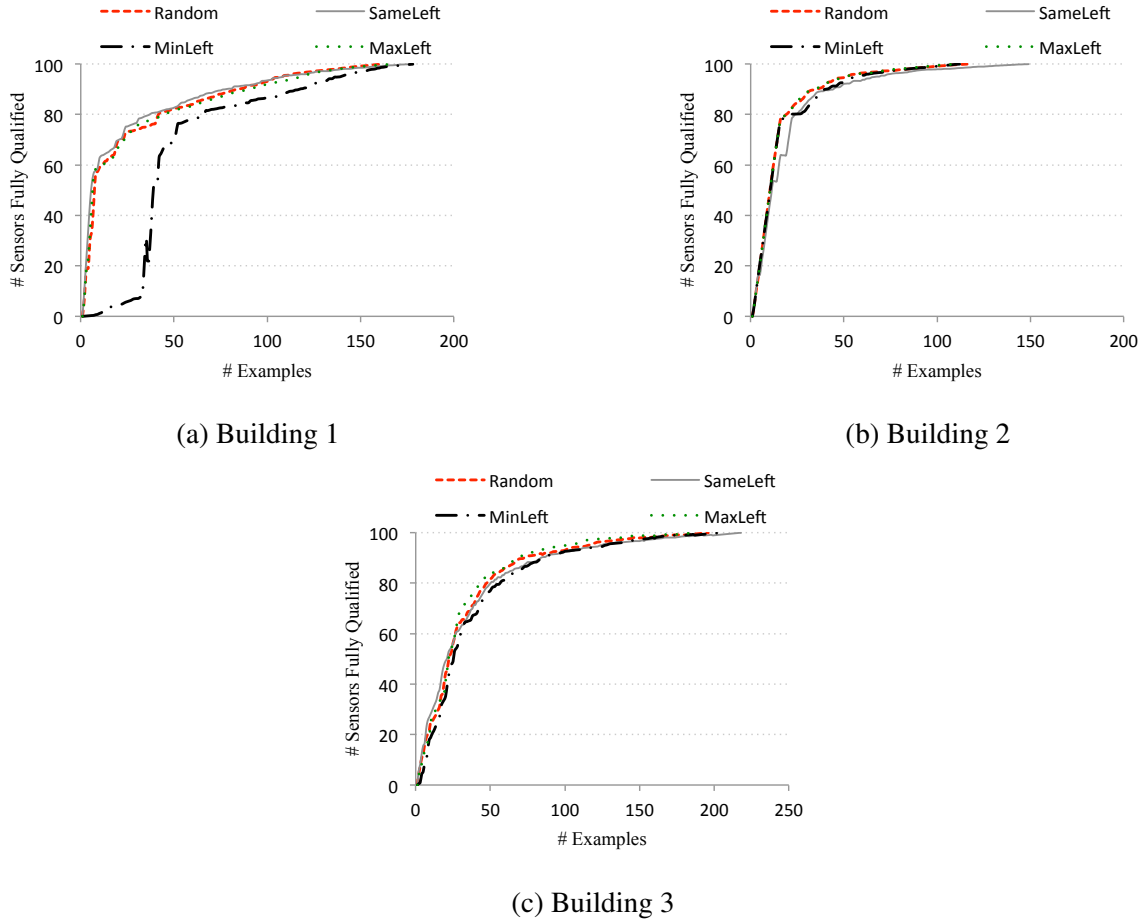 Random SameLeft
MinLeft MaxLeft
100
80
60
40
20
0
# Sensors Fully Qualified
0 50 100 150 200
# Examples
(a) Building 1
Random SameLeft
MinLeft MaxLeft
100
80
60
40
20
0
# Sensors Fully Qualified
0 50 100 150 200
# Examples
(b) Building 2
Random SameLeft
MinLeft MaxLeft
100
80
60
40
20
0
# Sensors Fully Qualified
0 50 100 150 200 250
# Examples
(c) Building 3